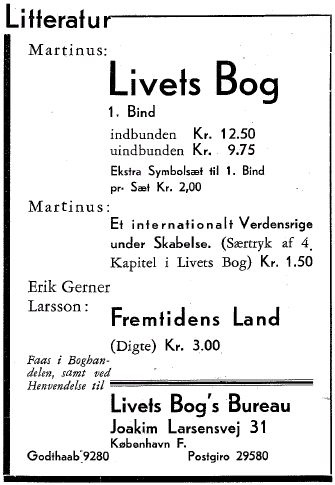 Litteratur
Martinus:
Livets Bog
1. Bind
indbunden Kr. 12.50
uindbunden Kr. 9.75
Ekstra Symbolsæt til 1. Bind
pr. Sæt Kr. 2,00
Martinus:
Et internationalt Verdensrige
under Skabelse. (Særtryk af 4.
Kapitel i Livets Bog) Kr. 1.50
Erik Gerner
Larsson:
Fremtidens Land
(Digte) Kr. 3.00
Faas i Boghan-
delen, samt ved
Henvendelse til
Livets Bog's Bureau
Joakim Larsensvej 31
København F.
Godthaab 9280 Postgiro 29580